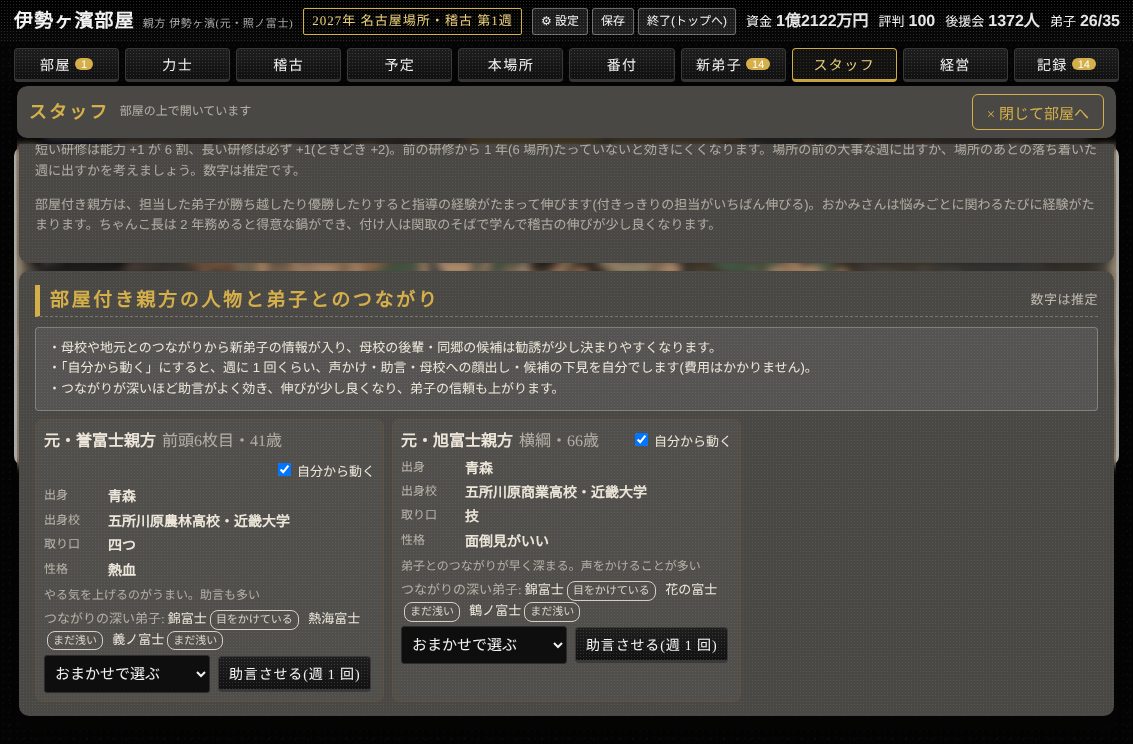 伊勢ヶ濱部屋 親方 伊勢ヶ濱(元・照ノ富士) 2027年 名古屋場所・稽古 第1週 ⚙ 設定 保存 終了(トップへ) 資金 1億2122万円 評判 100 後援会 1372人 弟子 26/35
部屋 1 力士 稽古 予定 本場所 番付 新弟子 14 スタッフ 経営 記録 14
スタッフ 部屋の上で開いています × 閉じて部屋へ
短い研修は能力 +1 が 6 割、長い研修は必ず +1(ときどき +2)。前の研修から 1 年(6 場所)たっていないと効きにくくなります。場所の前の大事な週に出すか、場所のあとの落ち着いた
週に出すかを考えましょう。数字は推定です。
部屋付き親方は、担当した弟子が勝ち越したり優勝したりすると指導の経験がたまって伸びます(付きっきりの担当がいちばん伸びる)。おかみさんは悩みごとに関わるたびに経験がた
まります。ちゃんこ長は 2 年務めると得意な鍋ができ、付け人は関取のそばで学んで稽古の伸びが少し良くなります。
部屋付き親方の人物と弟子とのつながり 数字は推定
・母校や地元とのつながりから新弟子の情報が入り、母校の後輩・同郷の候補は勧誘が少し決まりやすくなります。
・「自分から動く」にすると、週に 1 回くらい、声かけ・助言・母校への顔出し・候補の下見を自分でします(費用はかかりません)。
・つながりが深いほど助言がよく効き、伸びが少し良くなり、弟子の信頼も上がります。
元・誉富士親方 前頭6枚目・41歳
自分から動く
出身 青森
出身校 五所川原農林高校・近畿大学
取り口 四つ
性格 熱血
やる気を上げるのがうまい。助言も多い
つながりの深い弟子: 錦富士 目をかけている 熱海富士
まだ浅い 義ノ富士 まだ浅い
おまかせで選ぶ 助言させる(週 1 回)
元・旭富士親方 横綱・66歳 自分から動く
出身 青森
出身校 五所川原商業高校・近畿大学
取り口 技
性格 面倒見がいい
弟子とのつながりが早く深まる。声をかけることが多い
つながりの深い弟子: 錦富士 目をかけている 花の富士
まだ浅い 鶴ノ富士 まだ浅い
おまかせで選ぶ 助言させる(週 1 回)